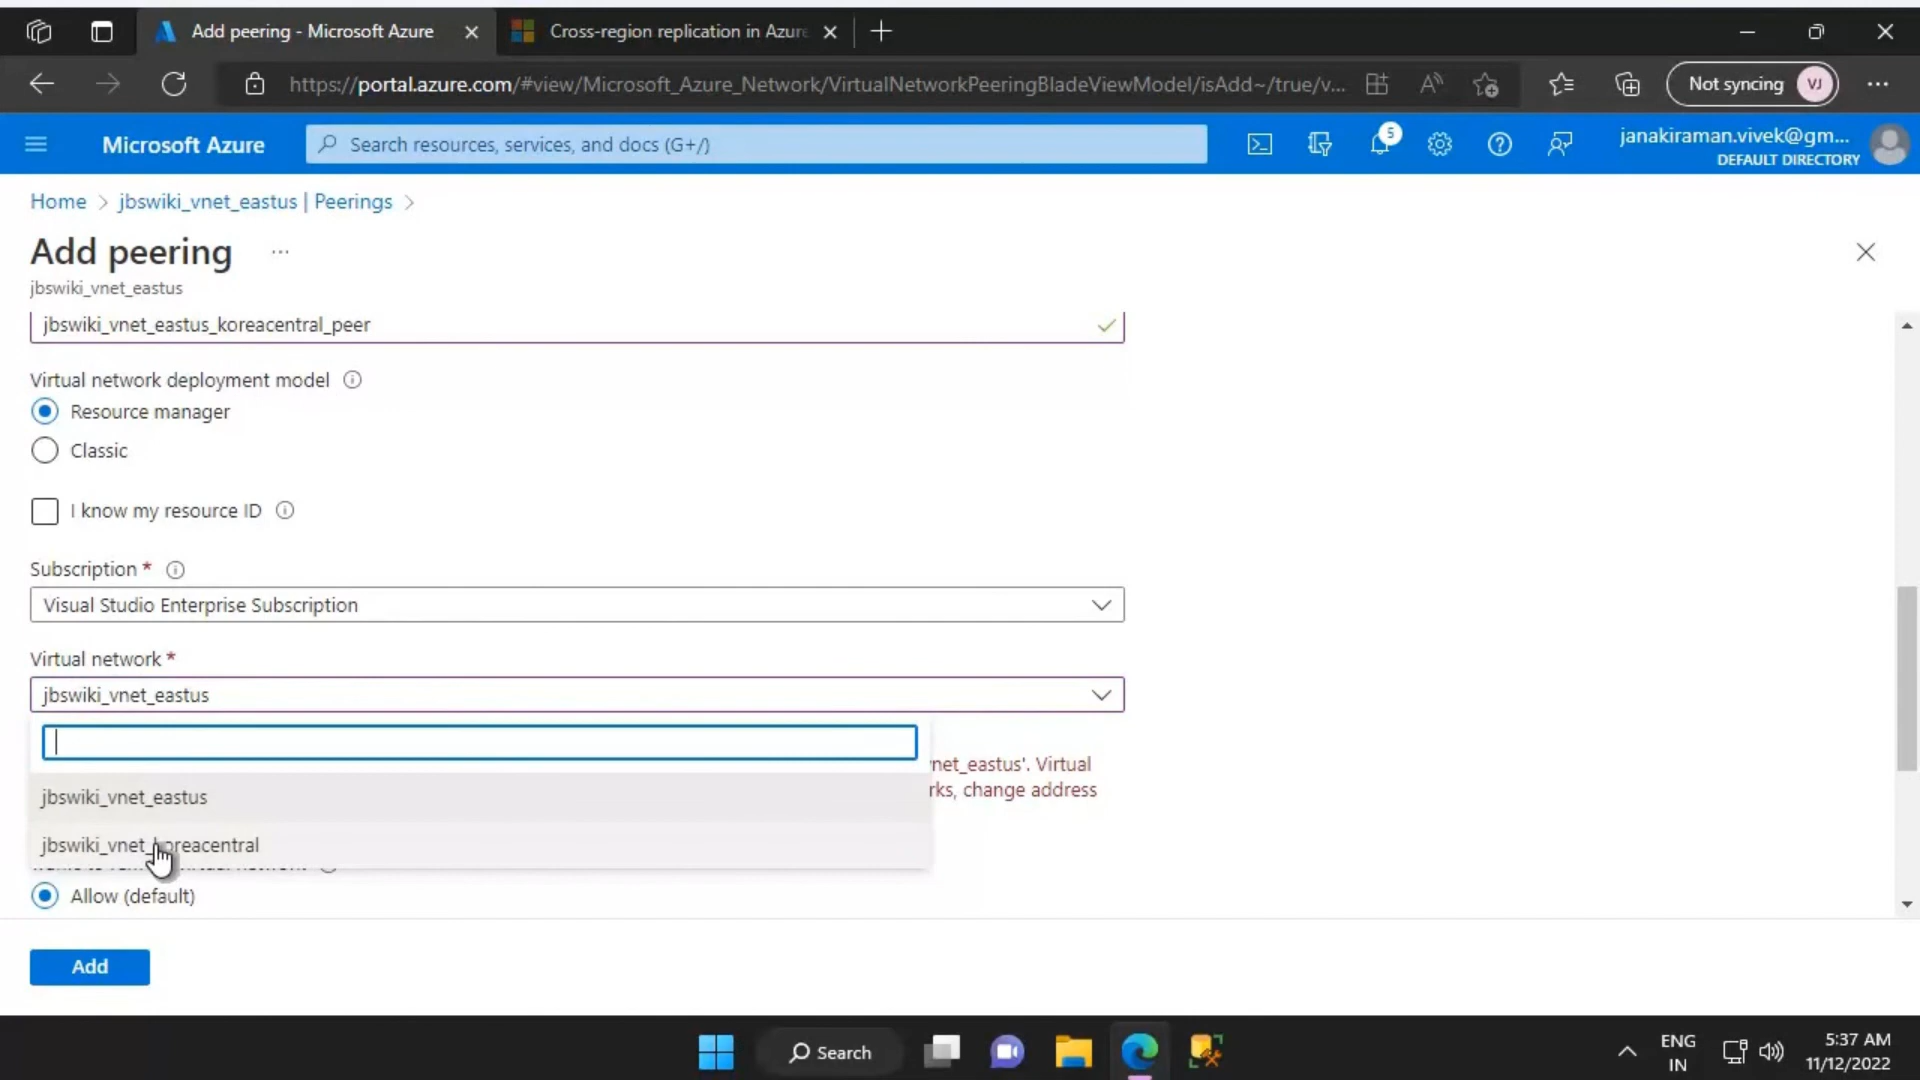 Add peering - Microsoft Azure
Cross-region replication in Azur
https://portal.azure.com/#view/Microsoft_Azure_Network/VirtualNetworkPeeringBladeViewModel/isAdd~/true/v...
Not syncing
VJ
Microsoft Azure
Search resources, services, and docs (G+/)
5
janakiraman.vivek@gm...
DEFAULT DIRECTORY
Home > jbswiki_vnet_eastus | Peerings >
Add peering ...
jbswiki_vnet_eastus
jbswiki_vnet_eastus_koreacentral_peer
Virtual network deployment model
Resource manager
Classic
I know my resource ID
Subscription *
Visual Studio Enterprise Subscription
Virtual network *
jbswiki_vnet_eastus
net_eastus'. Virtual
rks, change address
jbswiki_vnet_eastus
jbswiki_vnet_koreacentral
Allow (default)
Add
Search
ENG
IN
5:37 AM
11/12/2022